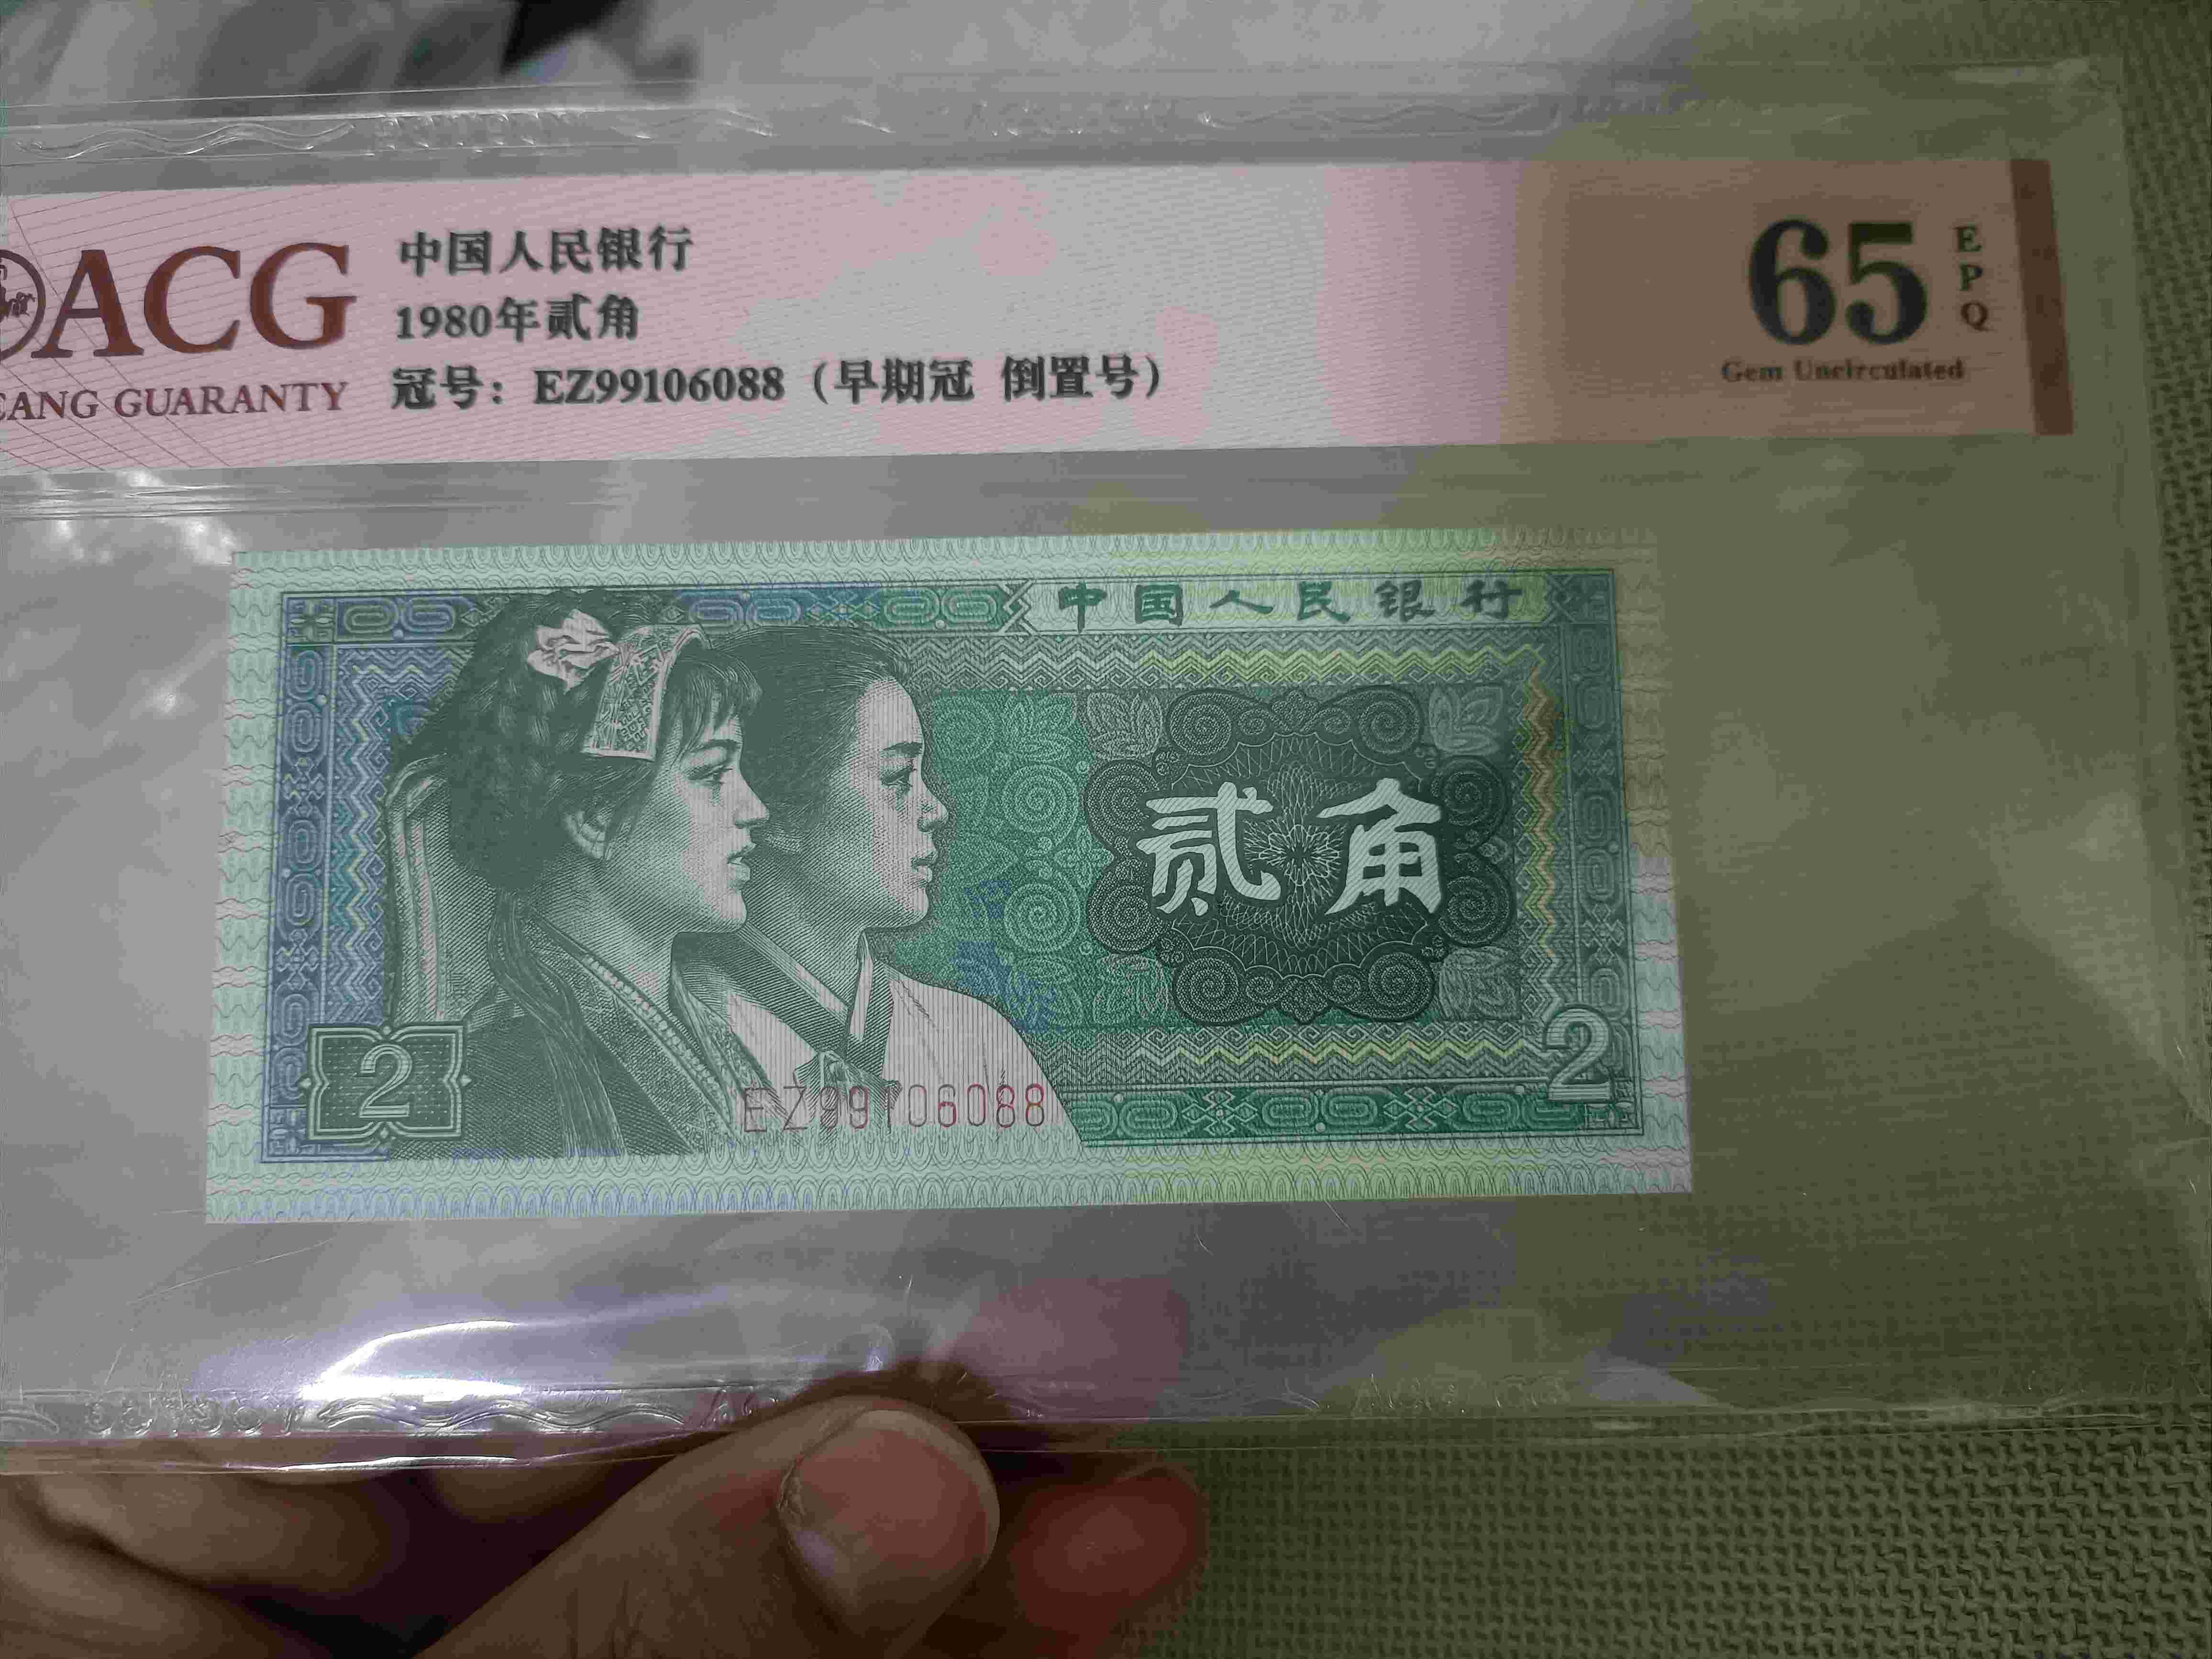 ACG
CANG GUARANTY
中国人民银行
1980年贰角
冠号：EZ99106088（早期冠 倒置号）
65
EPQ
Gem Uncirculated
中国人民银行
贰角
2
2
EZ99106088